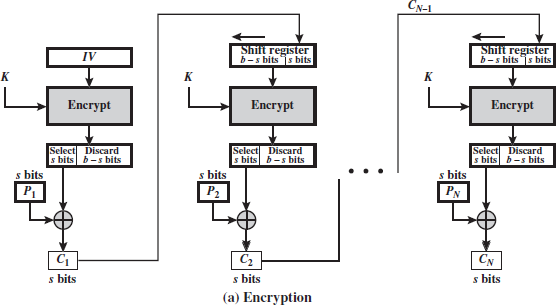 C_{N-1}
IV
Shift register
b – s bits s bits
Shift register
b – s bits s bits
K
K
K
Encrypt
Encrypt
Encrypt
Select Discard
s bits b – s bits
Select Discard
s bits b – s bits
Select Discard
s bits b – s bits
s bits
P_1
s bits
P_2
s bits
P_N
C_1
s bits
C_2
s bits
C_N
s bits
(a) Encryption